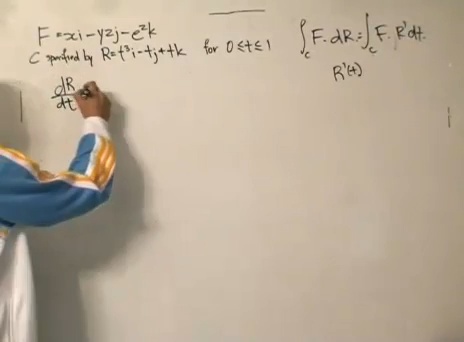 F = xi - yzj - e^z k
C specified by R = t³i - tj + tk for 0 ≤ t ≤ 1
∫_C F. dR = ∫_C F. R'dt.
R'(t)
dR/dt =